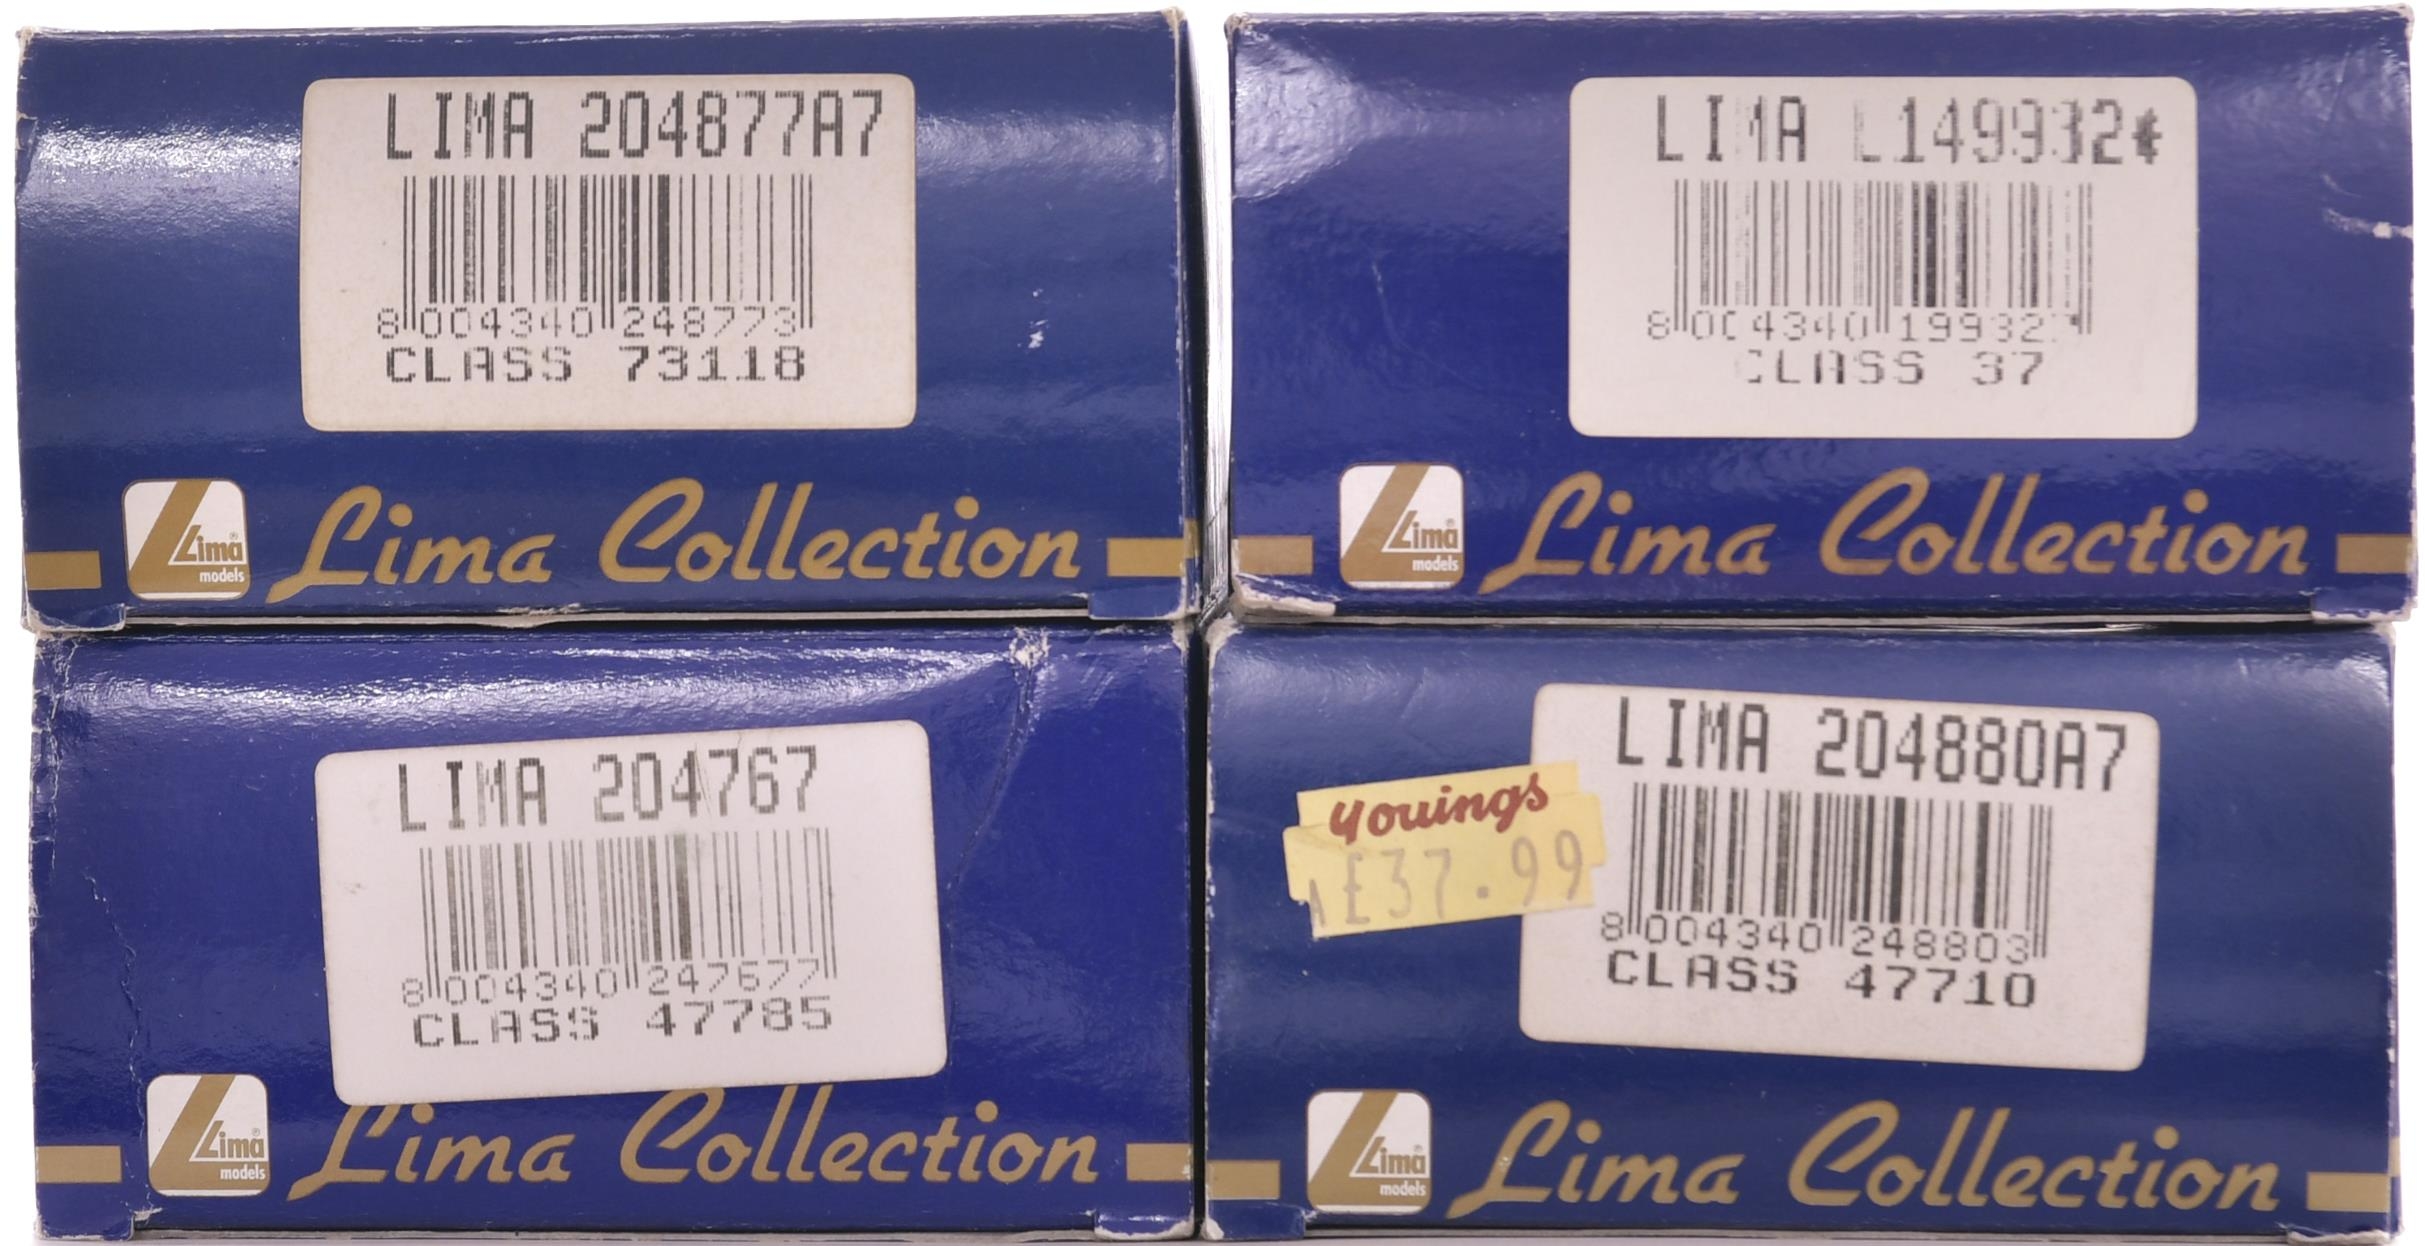 LIMA 204877A7
8 004340 248773
CLASS 73118
Lima
models
Lima Collection
LIMA L149932*
8 004340 199327
CLASS 37
Lima
models
Lima Collection
LIMA 204767
8 004340 247677
CLASS 47785
Lima
models
Lima Collection
Youings
A £37.99
LIMA 204880A7
8 004340 248803
CLASS 47710
Lima
models
Lima Collection